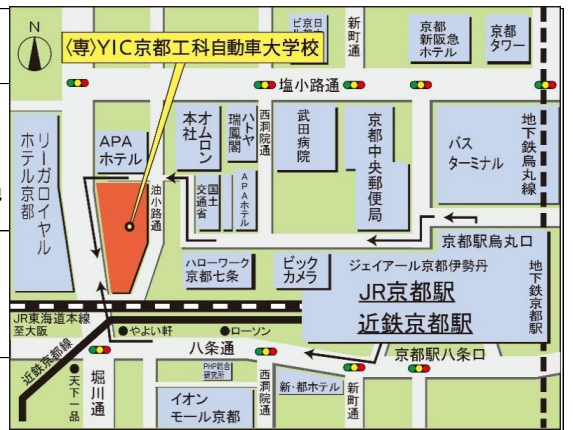 N
〈専〉YIC京都工科自動車大学校
新町通
京都
新阪急
ホテル
京都
タワー
塩小路通
リーガロイヤル
ホテル京都
APA
ホテル
油小路通
オムロン
本社
ハトヤ
瑞鳳閣
西洞院通
武田
病院
京都中央郵便局
バス
ターミナル
地下鉄烏丸線
国土
交通省
APAホテル
京都駅烏丸口
ハローワーク
京都七条
ビック
カメラ
ジェイアール京都伊勢丹
JR京都駅
近鉄京都駅
地下鉄京都駅
JR東海道本線
至大阪
●やよい軒
●ローソン
近鉄京都線
八条通
京都駅八条口
●天下一品
堀川通
PHP総合
研究所
イオン
モール京都
西洞院通
新・都ホテル
新町通